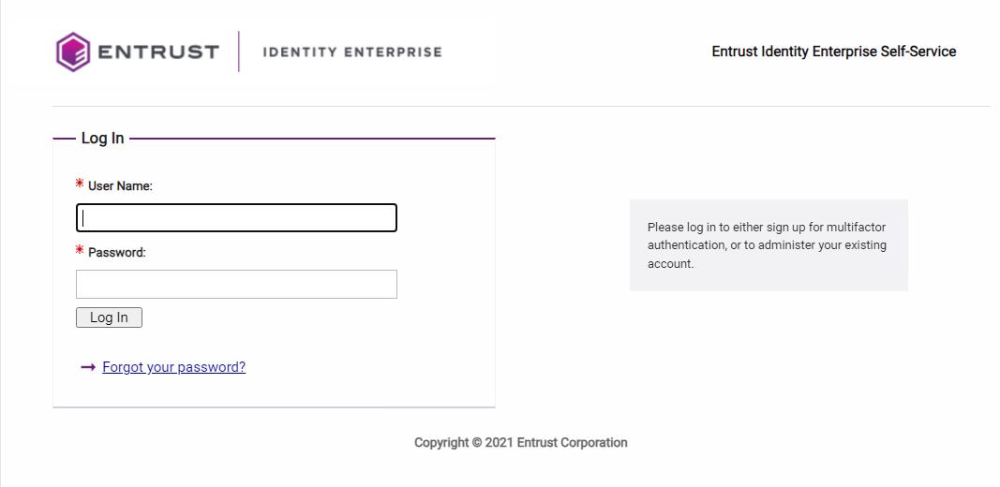 ENTRUST | IDENTITY ENTERPRISE
Entrust Identity Enterprise Self-Service
Log In
* User Name:
* Password:
Log In
→ Forgot your password?
Please log in to either sign up for multifactor
authentication, or to administer your existing
account.
Copyright © 2021 Entrust Corporation